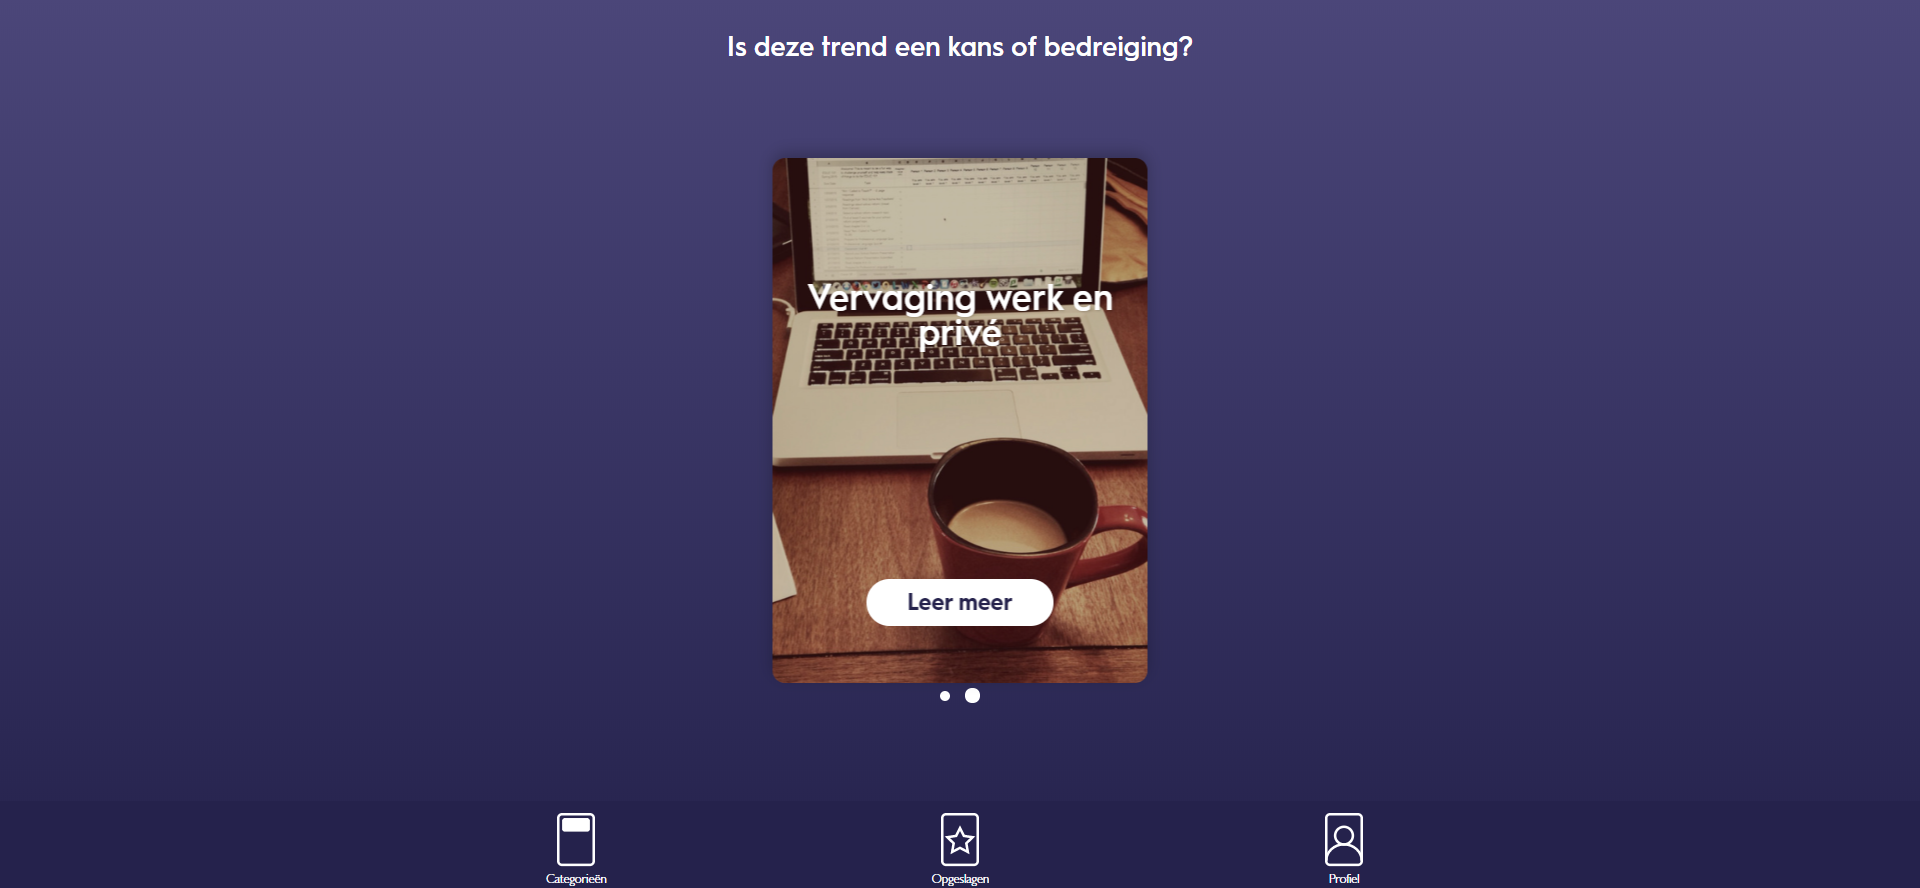 Is deze trend een kans of bedreiging?
Vervaging werk en
privé
Leer meer
Categorieën
Opgeslagen
Profiel